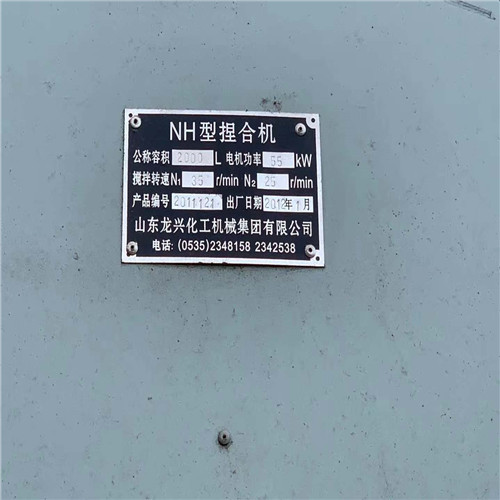 NH型捏合机
公称容积 2000 L 电机功率 55 kW
搅拌转速N₁ 35 r/min N₂ 25 r/min
产品编号 2011121 出厂日期 2012年1月
山东龙兴化工机械集团有限公司
电话: (0535)2348158 2342538